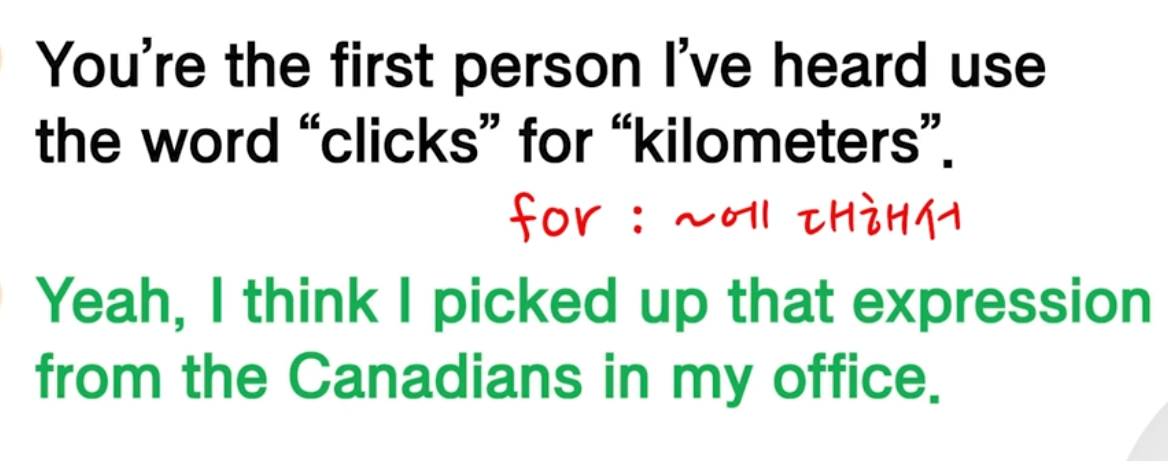 You're the first person I've heard use
the word “clicks” for “kilometers”.
for : ~에 대해서
Yeah, I think I picked up that expression
from the Canadians in my office.